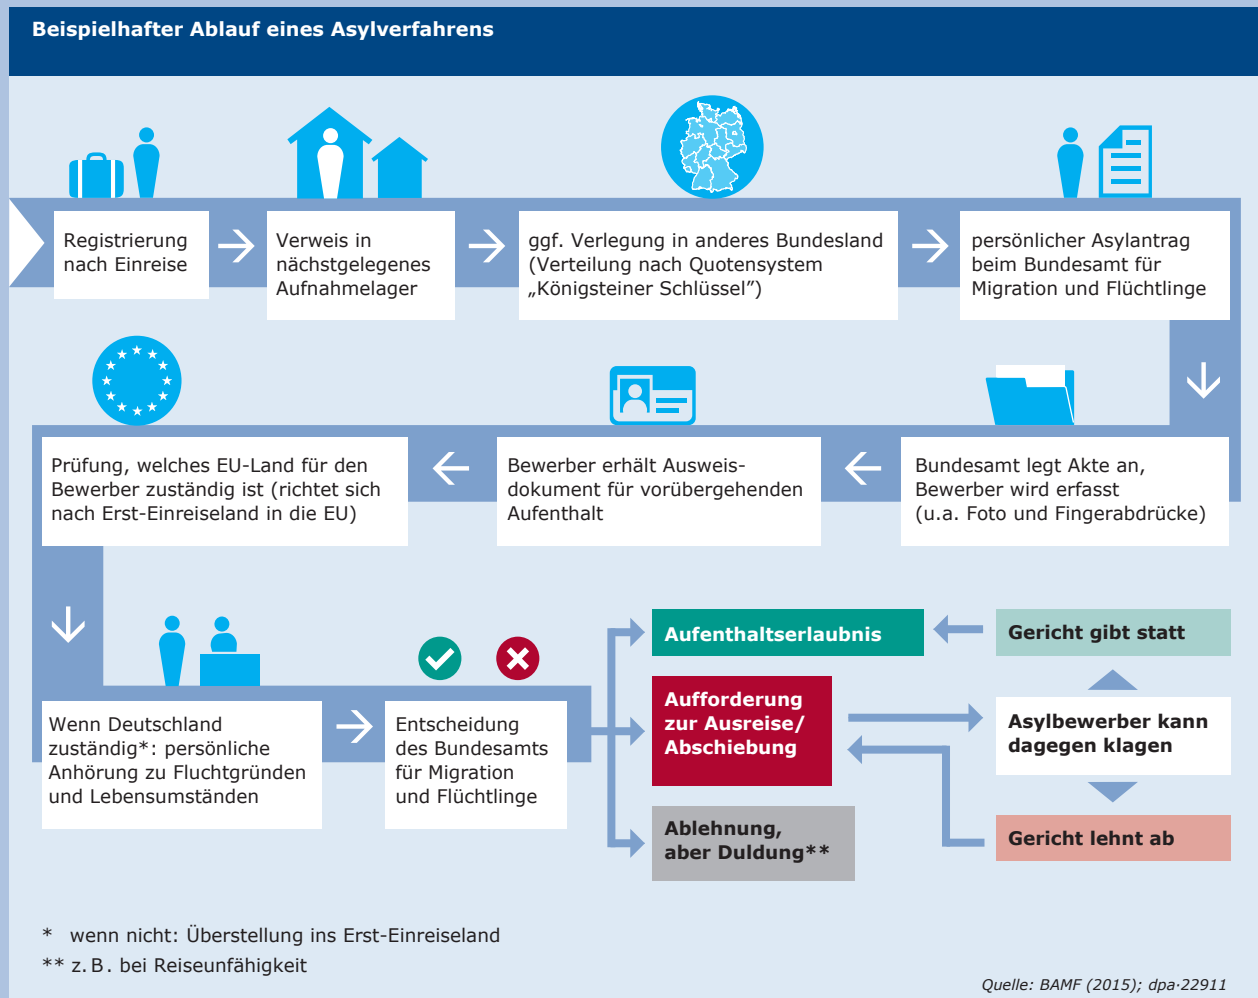 Beispielhafter Ablauf eines Asylverfahrens
Registrierung
nach Einreise
Verweis in
nächstgelegenes
Aufnahmelager
ggf. Verlegung in anderes Bundesland
(Verteilung nach Quotensystem
„Königsteiner Schlüssel”)
persönlicher Asylantrag
beim Bundesamt für
Migration und Flüchtlinge
Bundesamt legt Akte an,
Bewerber wird erfasst
(u.a. Foto und Fingerabdrücke)
Bewerber erhält Ausweis-
dokument für vorübergehenden
Aufenthalt
Prüfung, welches EU-Land für den
Bewerber zuständig ist (richtet sich
nach Erst-Einreiseland in die EU)
Wenn Deutschland
zuständig*: persönliche
Anhörung zu Fluchtgründen
und Lebensumständen
Entscheidung
des Bundesamts
für Migration
und Flüchtlinge
Aufenthaltserlaubnis
Aufforderung
zur Ausreise/
Abschiebung
Ablehnung,
aber Duldung**
Gericht gibt statt
Asylbewerber kann
dagegen klagen
Gericht lehnt ab
* wenn nicht: Überstellung ins Erst-Einreiseland
** z.B. bei Reiseunfähigkeit
Quelle: BAMF (2015); dpa·22911